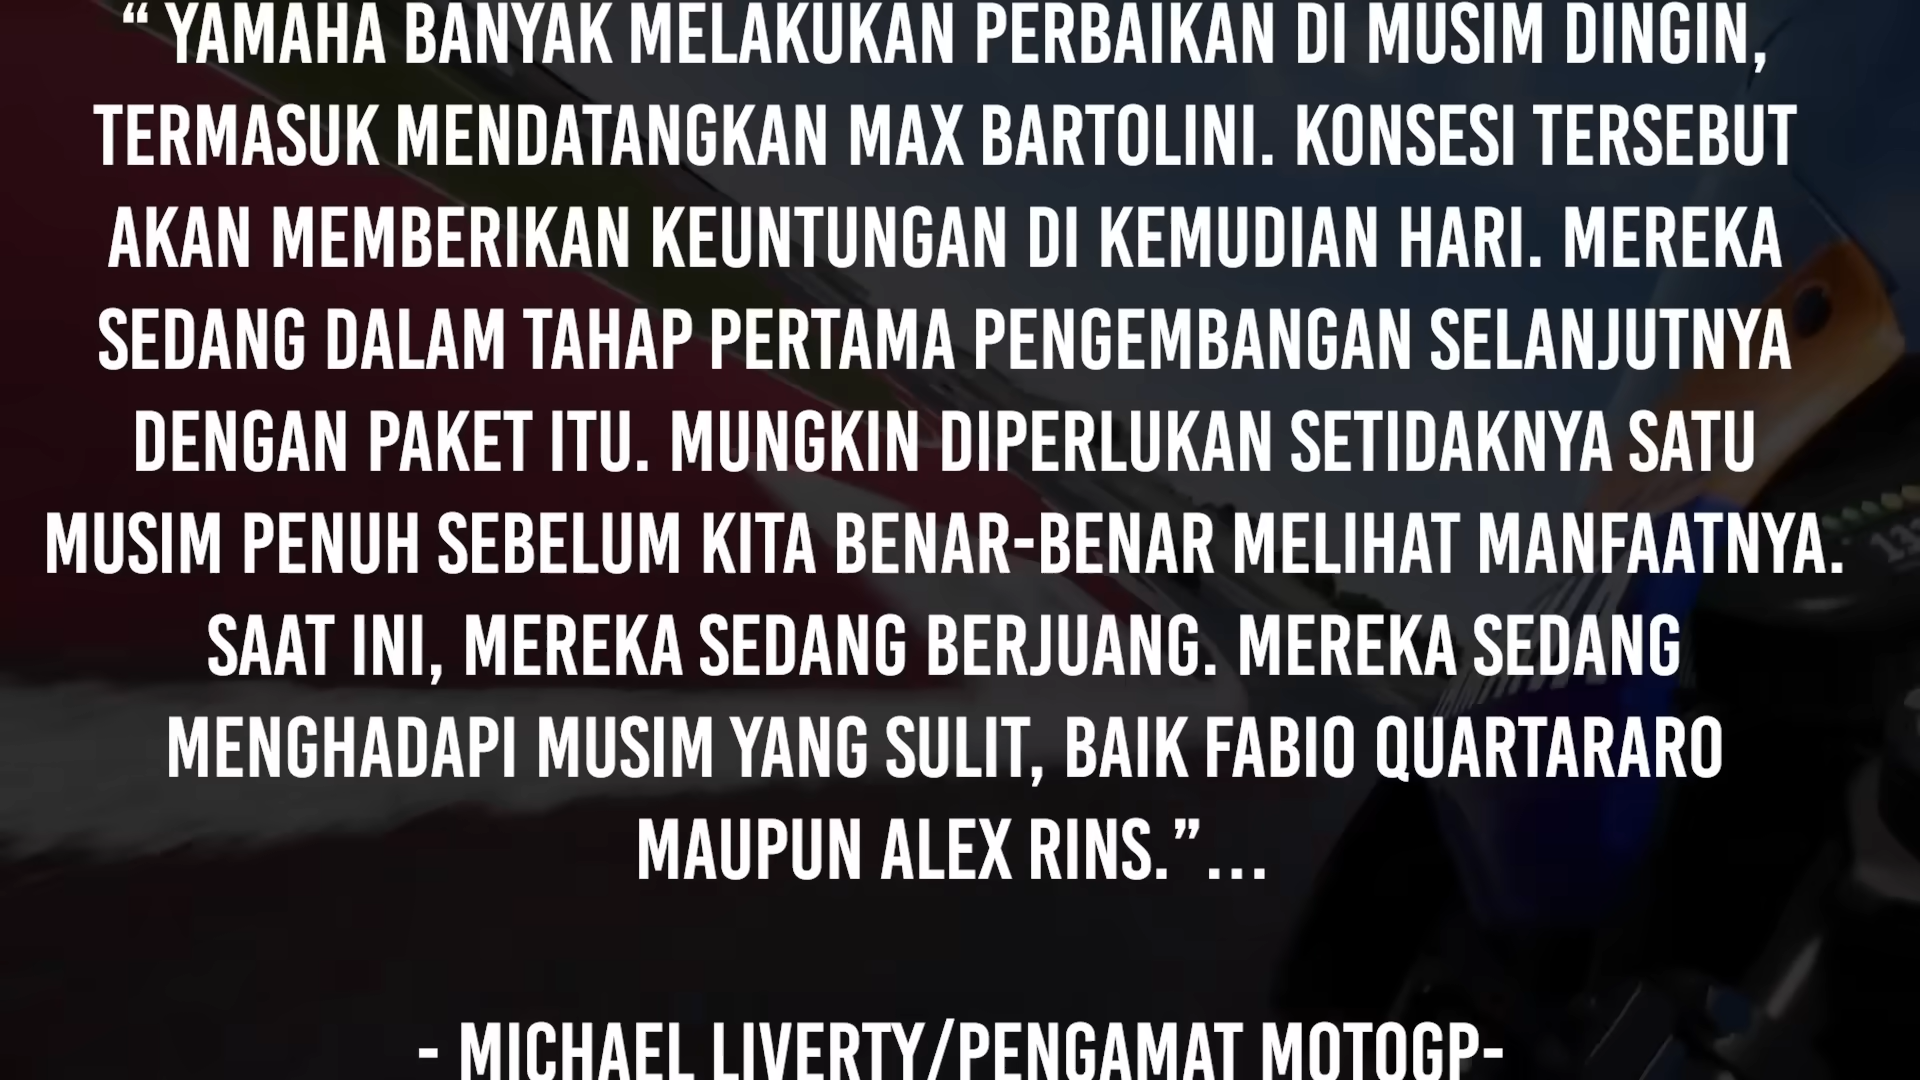 “ YAMAHA BANYAK MELAKUKAN PERBAIKAN DI MUSIM DINGIN,
TERMASUK MENDATANGKAN MAX BARTOLINI. KONSESI TERSEBUT
AKAN MEMBERIKAN KEUNTUNGAN DI KEMUDIAN HARI. MEREKA
SEDANG DALAM TAHAP PERTAMA PENGEMBANGAN SELANJUTNYA
DENGAN PAKET ITU. MUNGKIN DIPERLUKAN SETIDAKNYA SATU
MUSIM PENUH SEBELUM KITA BENAR-BENAR MELIHAT MANFAATNYA.
SAAT INI, MEREKA SEDANG BERJUANG. MEREKA SEDANG
MENGHADAPI MUSIM YANG SULIT, BAIK FABIO QUARTARARO
MAUPUN ALEX RINS.”...
- MICHAEL LIVERTY/PENGAMAT MOTOGP-